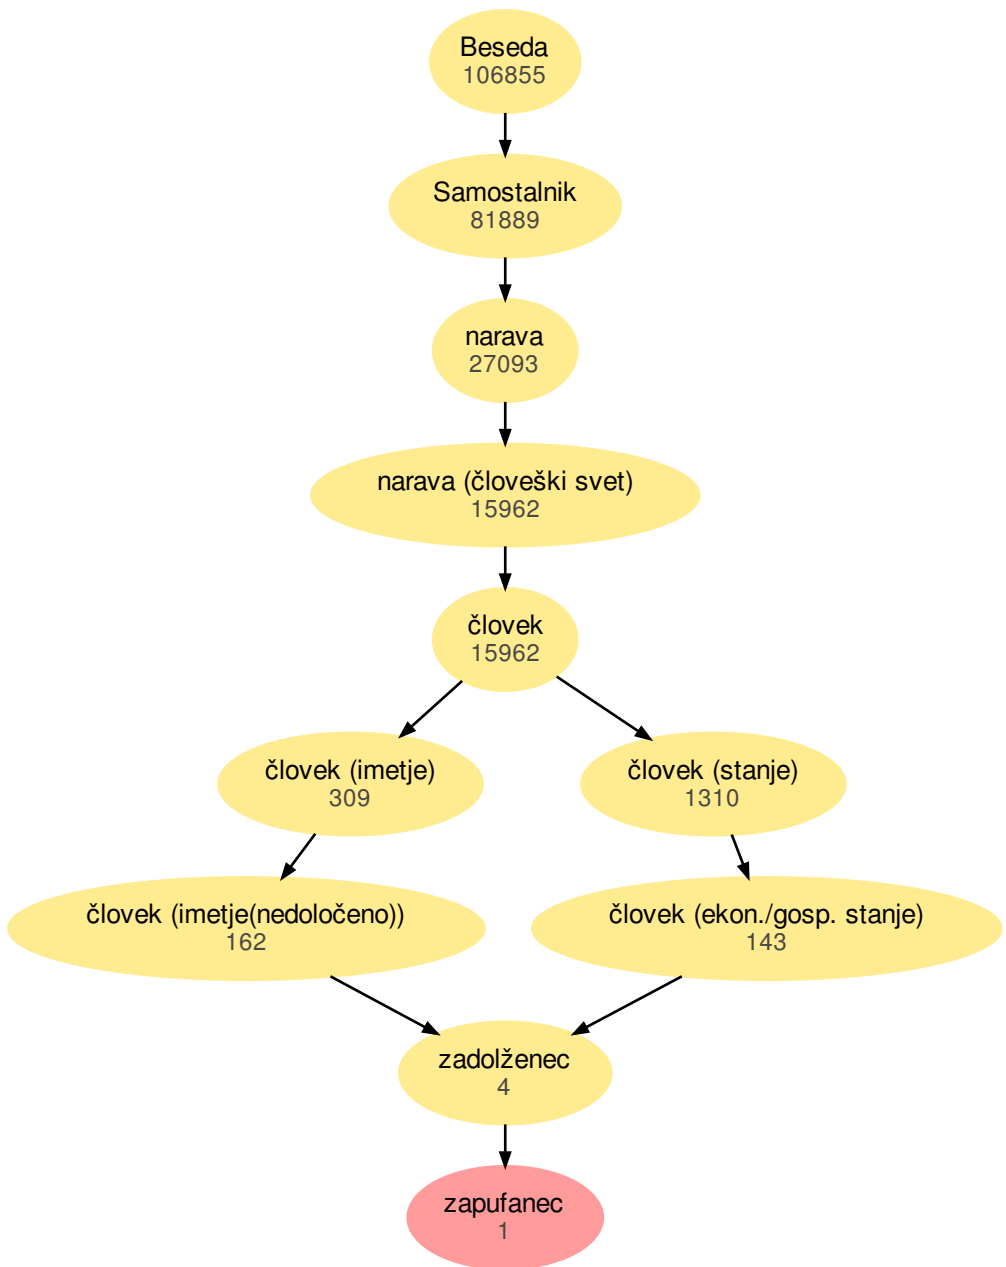 Beseda
106855
Samostalnik
81889
narava
27093
narava (človeški svet)
15962
človek
15962
človek (imetje)
309
človek (stanje)
1310
človek (imetje(nedoločeno))
162
človek (ekon./gosp. stanje)
143
zadolženec
4
zapufanec
1